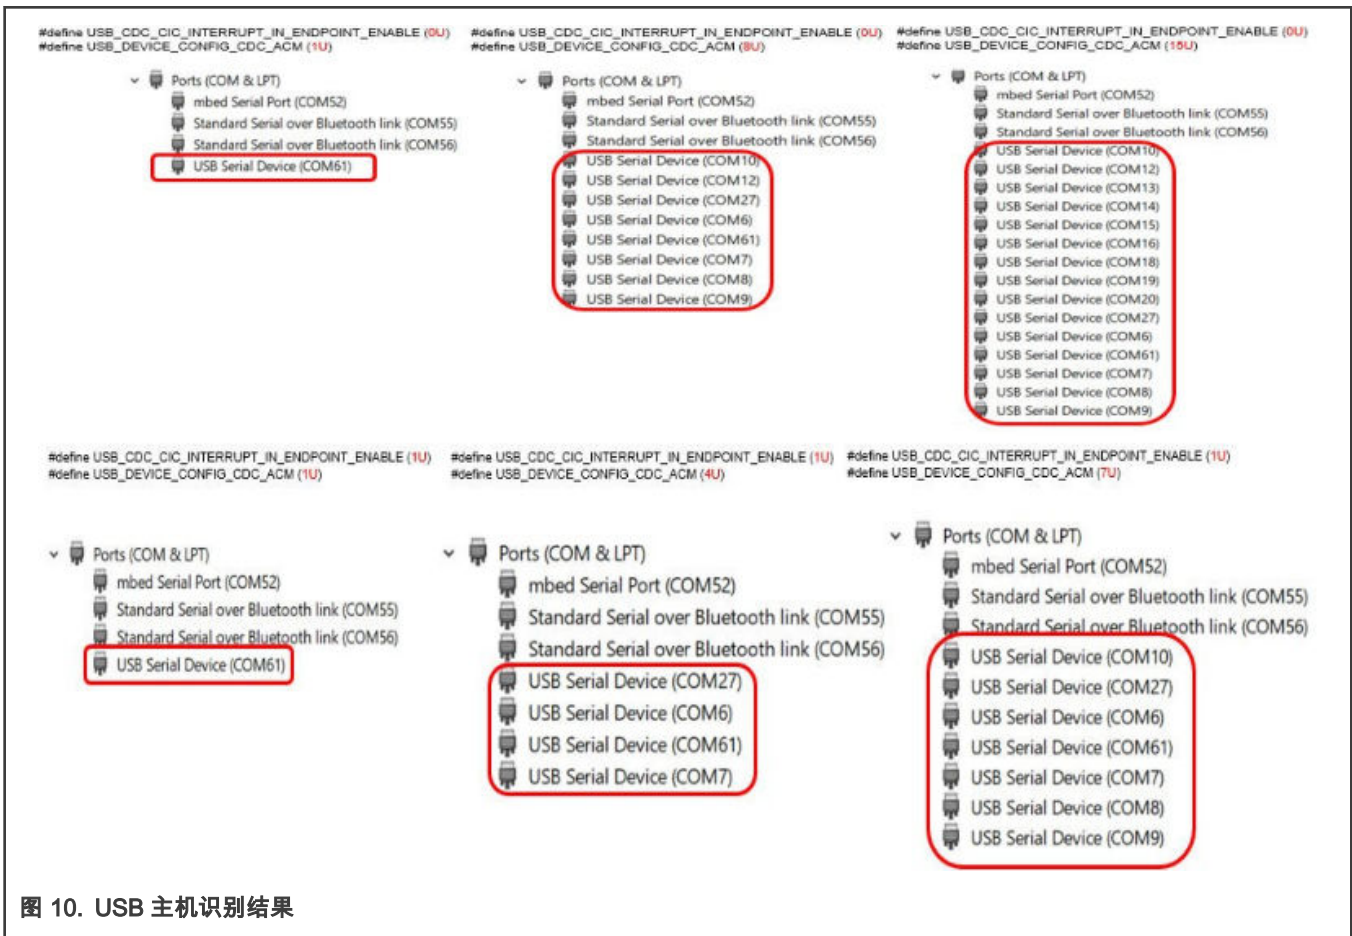 #define USB_CDC_CIC_INTERRUPT_IN_ENDPOINT_ENABLE (0U)
#define USB_DEVICE_CONFIG_CDC_ACM (1U)
Ports (COM & LPT)
mbed Serial Port (COM52)
Standard Serial over Bluetooth link (COM55)
Standard Serial over Bluetooth link (COM56)
USB Serial Device (COM61)
#define USB_CDC_CIC_INTERRUPT_IN_ENDPOINT_ENABLE (0U)
#define USB_DEVICE_CONFIG_CDC_ACM (8U)
Ports (COM & LPT)
mbed Serial Port (COM52)
Standard Serial over Bluetooth link (COM55)
Standard Serial over Bluetooth link (COM56)
USB Serial Device (COM10)
USB Serial Device (COM12)
USB Serial Device (COM27)
USB Serial Device (COM6)
USB Serial Device (COM61)
USB Serial Device (COM7)
USB Serial Device (COM8)
USB Serial Device (COM9)
#define USB_CDC_CIC_INTERRUPT_IN_ENDPOINT_ENABLE (0U)
#define USB_DEVICE_CONFIG_CDC_ACM (15U)
Ports (COM & LPT)
mbed Serial Port (COM52)
Standard Serial over Bluetooth link (COM55)
Standard Serial over Bluetooth link (COM56)
USB Serial Device (COM10)
USB Serial Device (COM12)
USB Serial Device (COM13)
USB Serial Device (COM14)
USB Serial Device (COM15)
USB Serial Device (COM16)
USB Serial Device (COM18)
USB Serial Device (COM19)
USB Serial Device (COM20)
USB Serial Device (COM27)
USB Serial Device (COM6)
USB Serial Device (COM61)
USB Serial Device (COM7)
USB Serial Device (COM8)
USB Serial Device (COM9)
#define USB_CDC_CIC_INTERRUPT_IN_ENDPOINT_ENABLE (1U)
#define USB_DEVICE_CONFIG_CDC_ACM (1U)
Ports (COM & LPT)
mbed Serial Port (COM52)
Standard Serial over Bluetooth link (COM55)
Standard Serial over Bluetooth link (COM56)
USB Serial Device (COM61)
#define USB_CDC_CIC_INTERRUPT_IN_ENDPOINT_ENABLE (1U)
#define USB_DEVICE_CONFIG_CDC_ACM (4U)
Ports (COM & LPT)
mbed Serial Port (COM52)
Standard Serial over Bluetooth link (COM55)
Standard Serial over Bluetooth link (COM56)
USB Serial Device (COM27)
USB Serial Device (COM6)
USB Serial Device (COM61)
USB Serial Device (COM7)
#define USB_CDC_CIC_INTERRUPT_IN_ENDPOINT_ENABLE (1U)
#define USB_DEVICE_CONFIG_CDC_ACM (7U)
Ports (COM & LPT)
mbed Serial Port (COM52)
Standard Serial over Bluetooth link (COM55)
Standard Serial over Bluetooth link (COM56)
USB Serial Device (COM10)
USB Serial Device (COM27)
USB Serial Device (COM6)
USB Serial Device (COM61)
USB Serial Device (COM7)
USB Serial Device (COM8)
USB Serial Device (COM9)
图 10. USB 主机识别结果